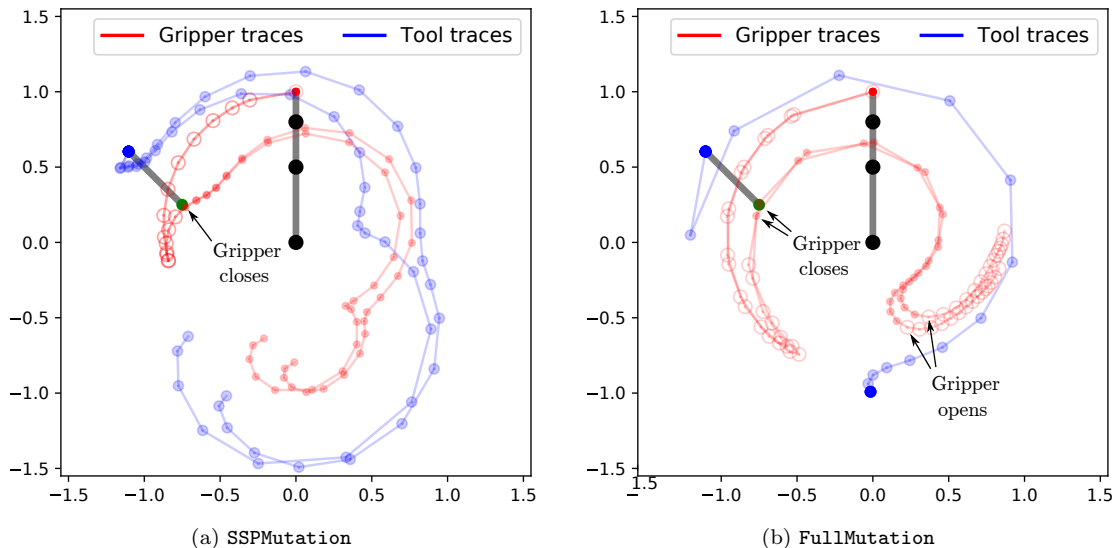 Gripper traces Tool traces
1.5
1.0
0.5
0.0
−0.5
−1.0
−1.5
−1.5 −1.0 −0.5 0.0 0.5 1.0 1.5
Gripper
closes
(a) SSPMutation
Gripper traces Tool traces
1.5
1.0
0.5
0.0
−0.5
−1.0
−1.5
1.5 −1.0 −0.5 0.0 0.5 1.0 1.5
Gripper
closes
Gripper
opens
(b) FullMutation